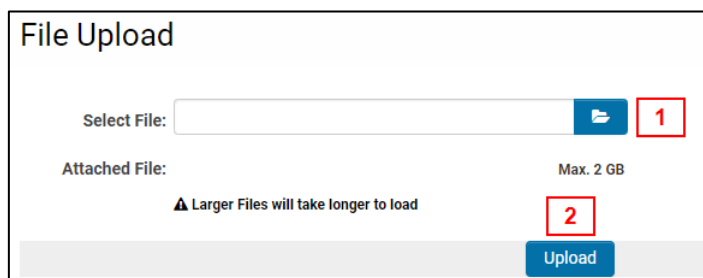 File Upload
Select File:
1
Attached File:
Max. 2 GB
Larger Files will take longer to load
2
Upload